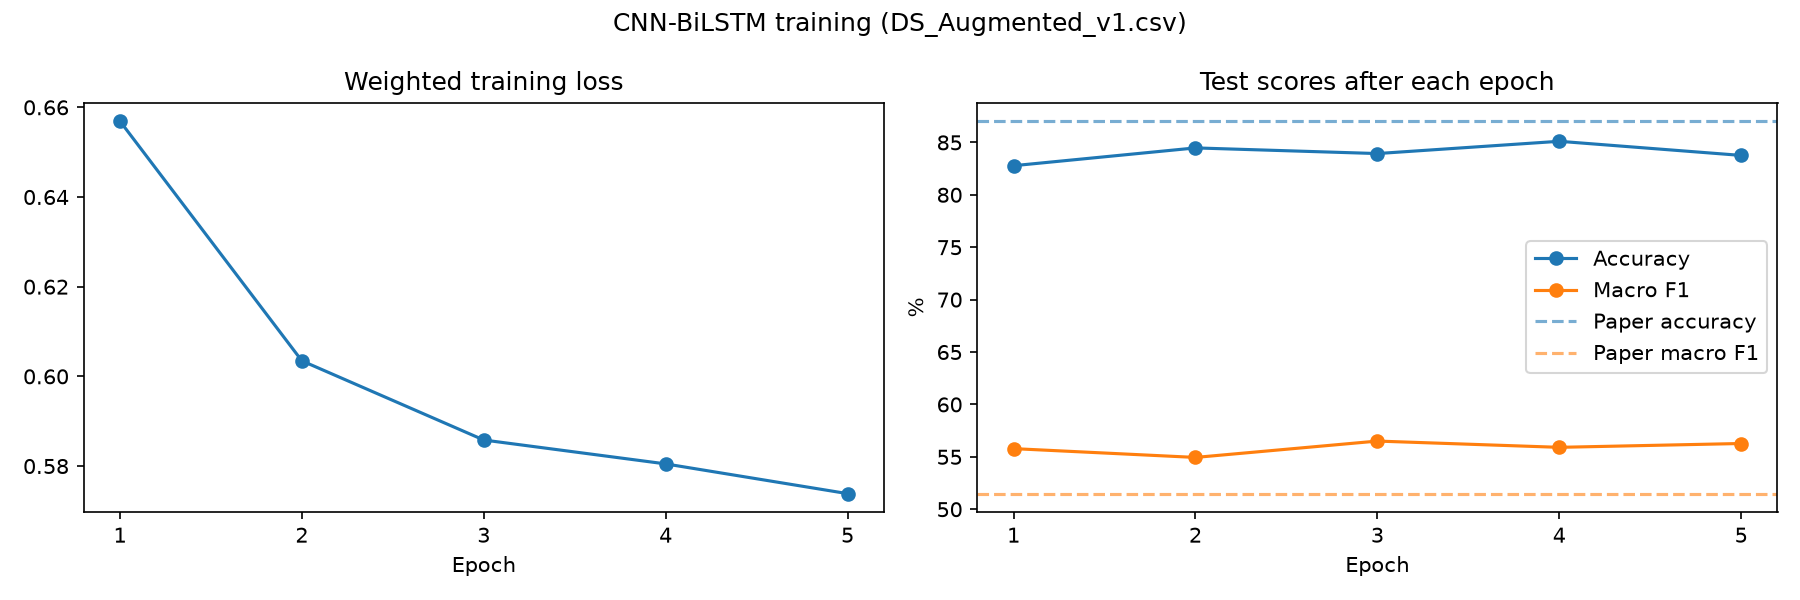 CNN-BiLSTM training (DS_Augmented_v1.csv)
Weighted training loss
0.66
0.64
0.62
0.60
0.58
1 2 3 4 5
Epoch
Test scores after each epoch
%
85
80
75
70
65
60
55
50
Accuracy
Macro F1
Paper accuracy
Paper macro F1
1 2 3 4 5
Epoch